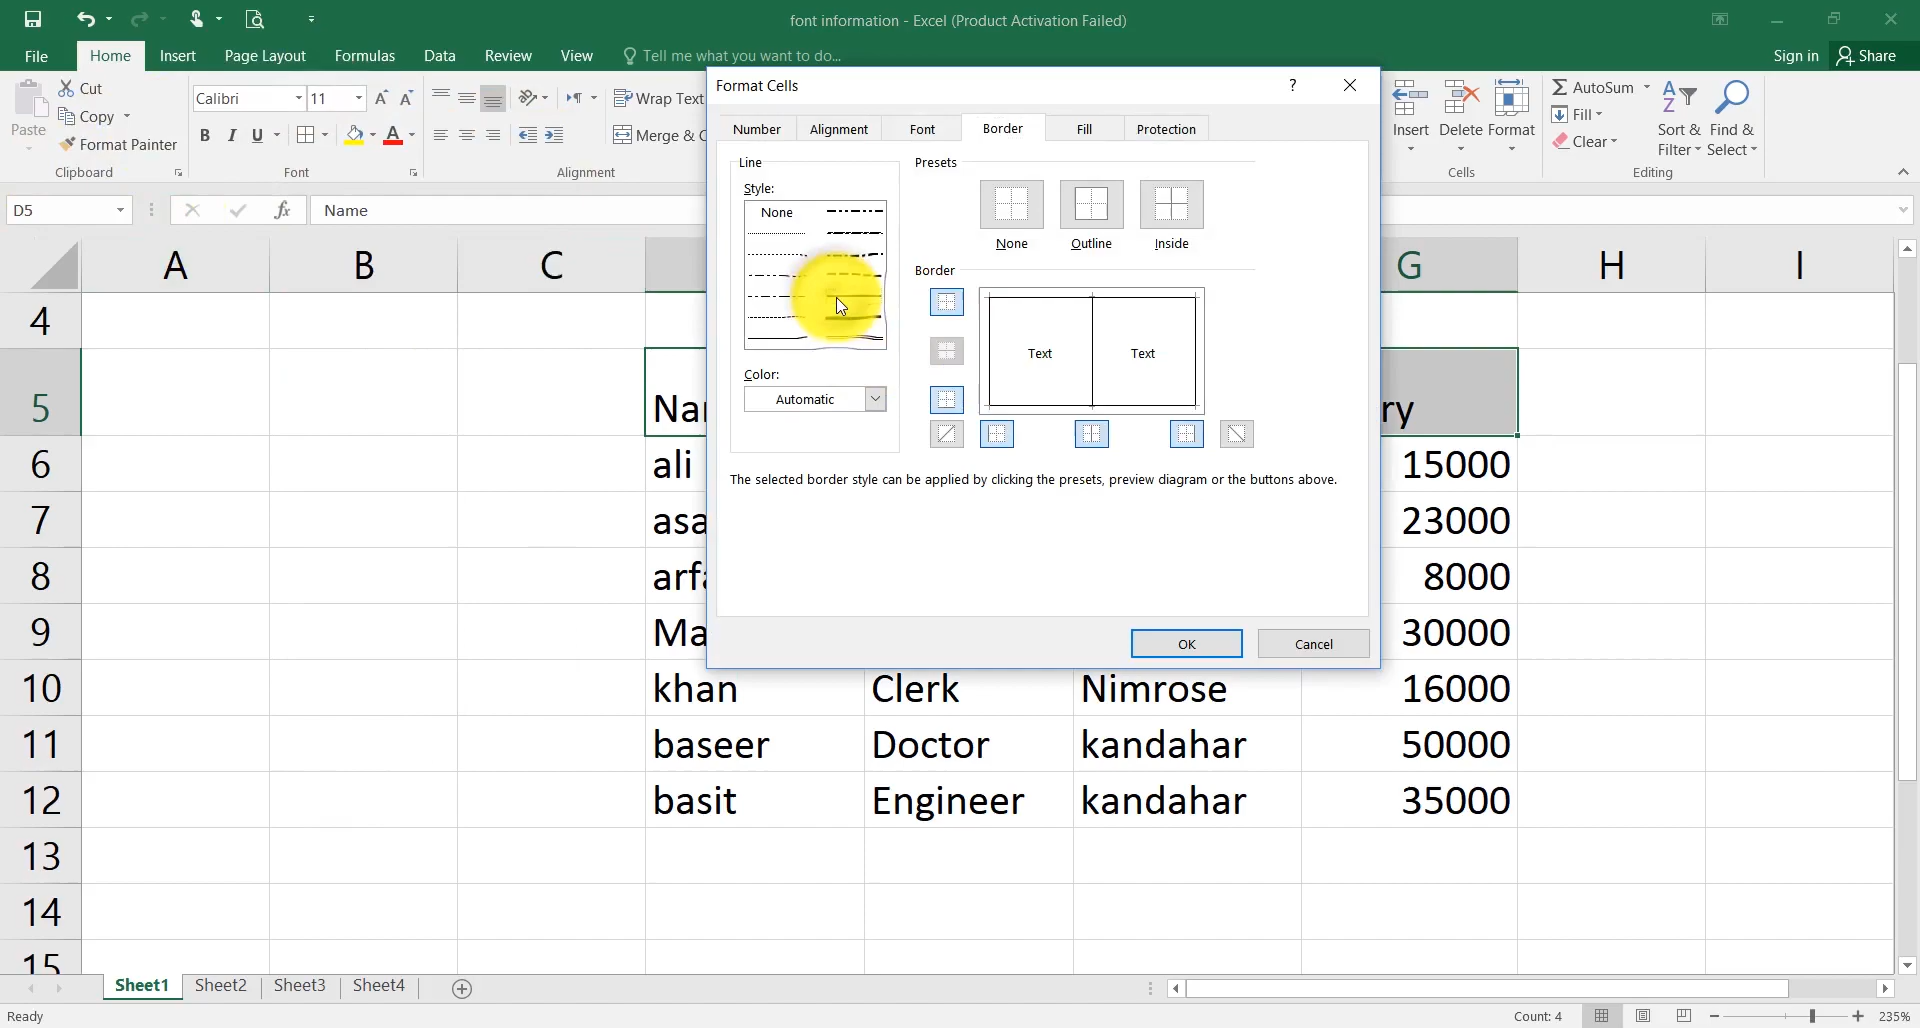 font information - Excel (Product Activation Failed)
File Home Insert Page Layout Formulas Data Review View Tell me what you want to do... Sign in Share
Paste
Cut
Copy
Format Painter
Clipboard
Calibri 11
B I U
Font
Wrap Text
Merge & C
Alignment
Insert Delete Format
Cells
AutoSum
Fill
Clear
Sort & Filter
Find & Select
Editing
D5 fx Name
Format Cells ?
Number Alignment Font Border Fill Protection
Line
Style:
None
Color:
Automatic
Presets
None Outline Inside
Border
Text Text
The selected border style can be applied by clicking the presets, preview diagram or the buttons above.
OK Cancel
A B C G H I
4
5 Nar ry
6 ali 15000
7 asa 23000
8 arfa 8000
9 Ma 30000
10 khan Clerk Nimrose 16000
11 baseer Doctor kandahar 50000
12 basit Engineer kandahar 35000
13
14
15
Sheet1 Sheet2 Sheet3 Sheet4
Ready Count: 4 235%